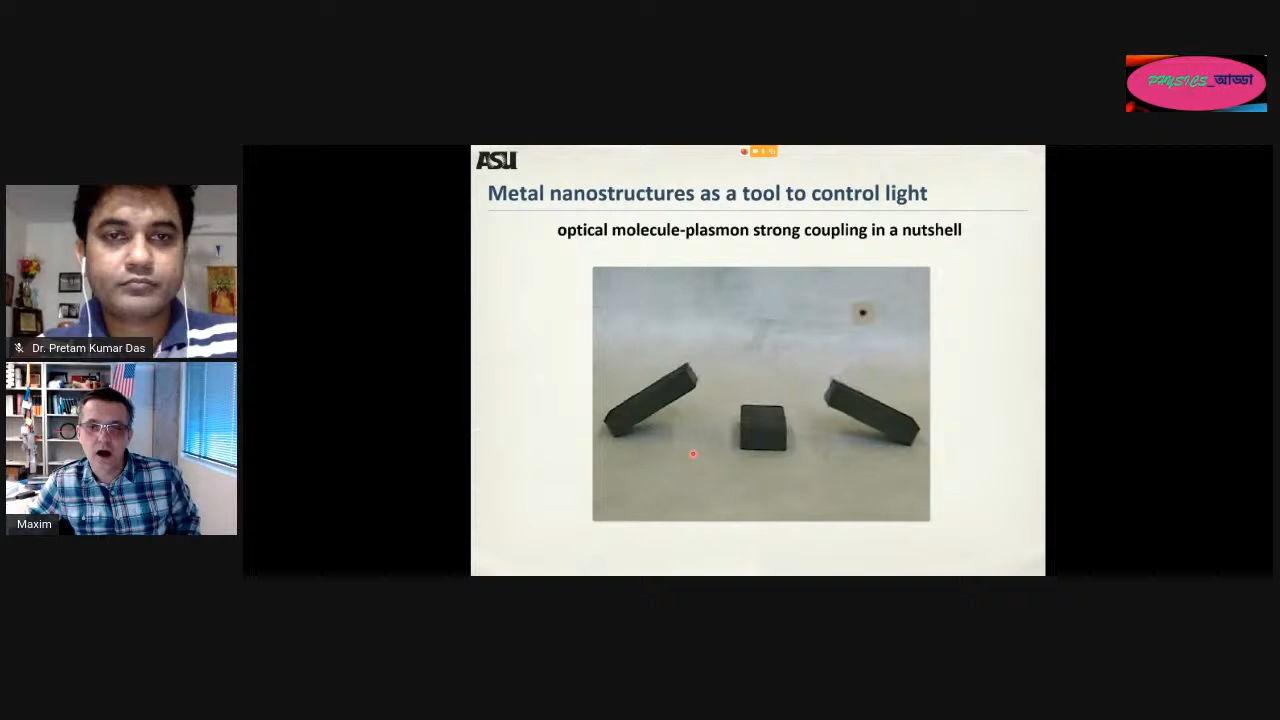 PHYSICS_আড্ডা
ASU
Metal nanostructures as a tool to control light
optical molecule-plasmon strong coupling in a nutshell
Dr. Pretam Kumar Das
Maxim